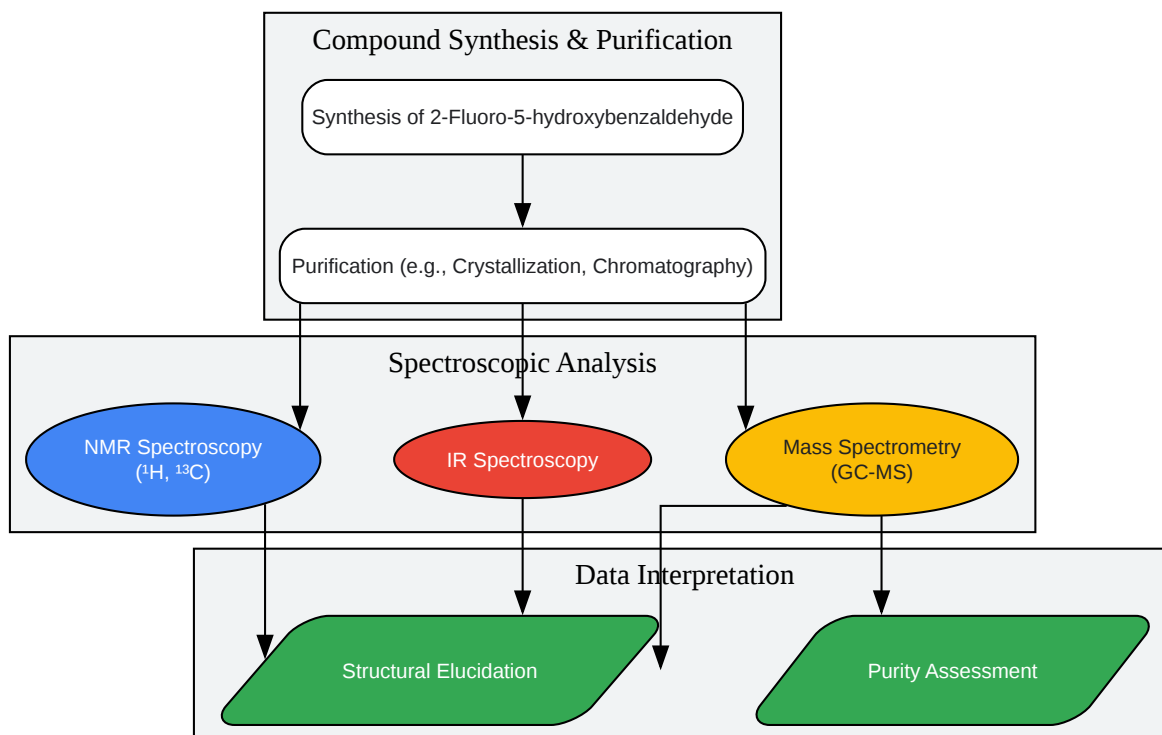 Compound Synthesis & Purification
Synthesis of 2-Fluoro-5-hydroxybenzaldehyde
Purification (e.g., Crystallization, Chromatography)
Spectroscopic Analysis
NMR Spectroscopy
(¹H, ¹³C)
IR Spectroscopy
Mass Spectrometry
(GC-MS)
Data Interpretation
Structural Elucidation
Purity Assessment